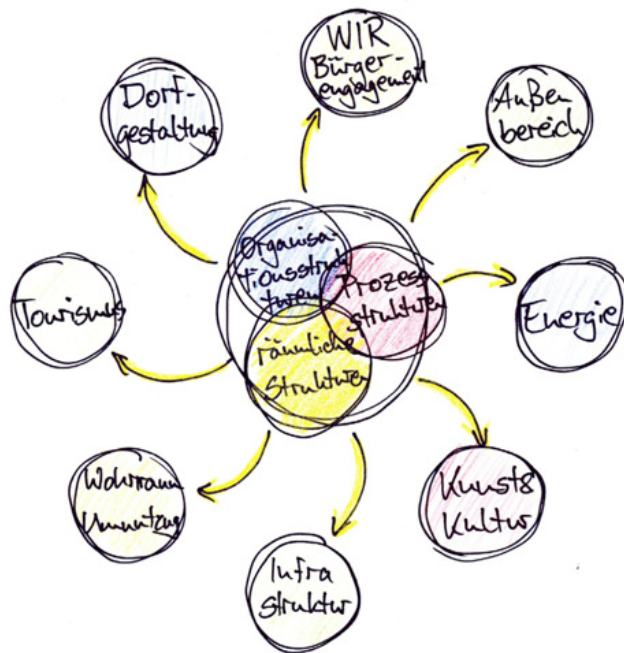 WIR
Bürger-
engagement
Dorf-
gestaltung
Außen
bereich
Organisa-
tionsstruk-
turen
Prozess
strukturen
Tourismus
Energie
räumliche
Strukturen
Wohnraum
Umnutzung
Kunst&
Kultur
Infra
struktur